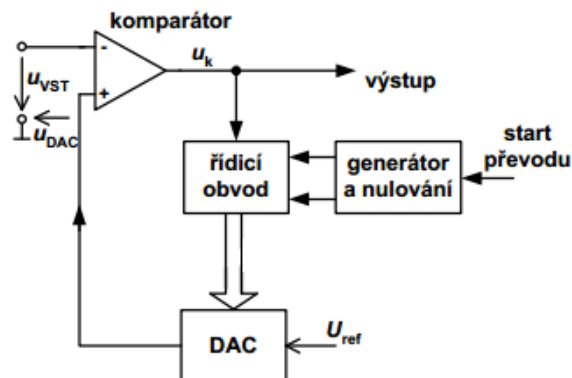 komparátor
-
+
u_k
u_VST
u_DAC
výstup
start
převodu
řídicí
obvod
generátor
a nulování
DAC
U_ref